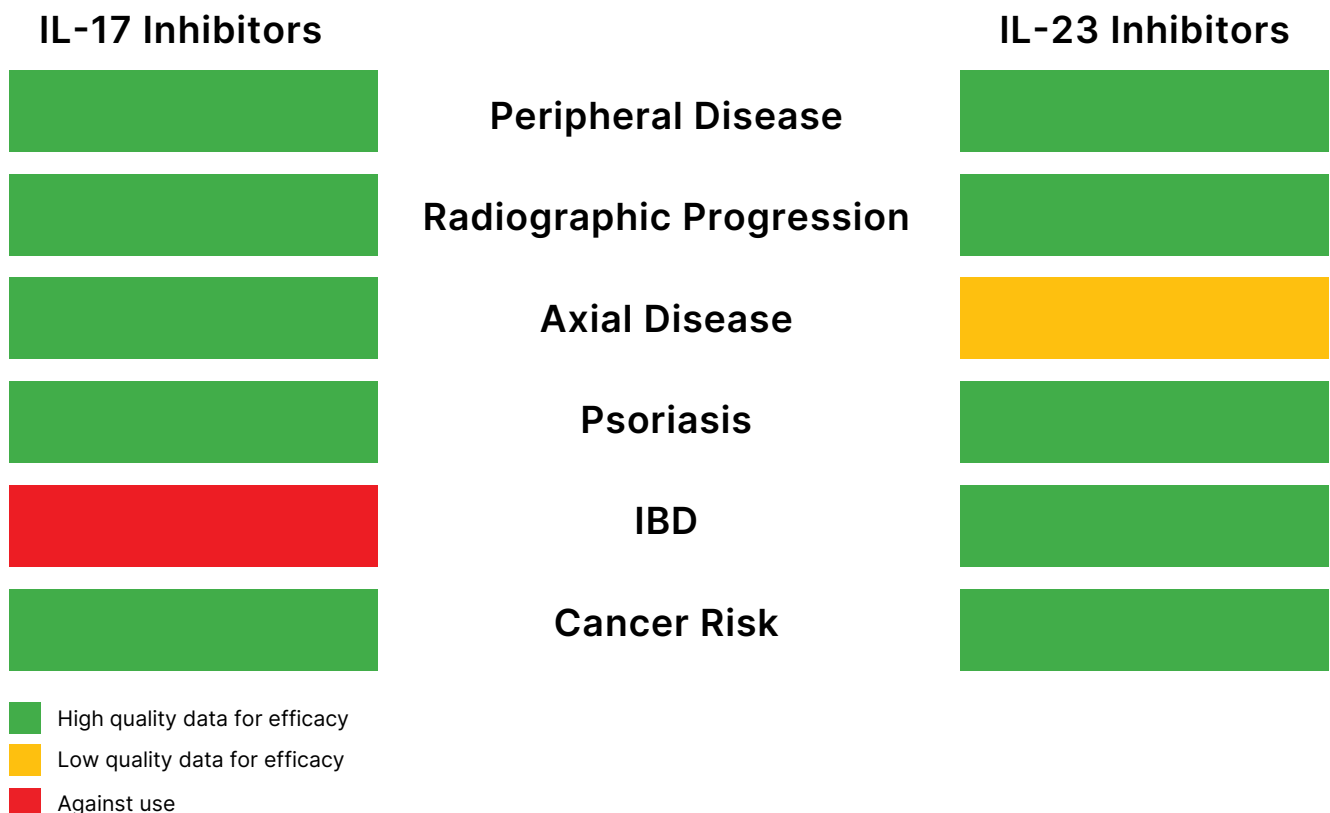 IL-17 Inhibitors
IL-23 Inhibitors
Peripheral Disease
Radiographic Progression
Axial Disease
Psoriasis
IBD
Cancer Risk
High quality data for efficacy
Low quality data for efficacy
Against use